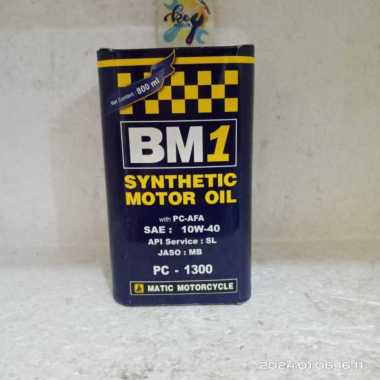 Net Content : 800 ml
BM1
SYNTHETIC
MOTOR OIL
with PC-AFA
SAE : 10W-40
API Service : SL
JASO : MB
PC - 1300
MATIC MOTORCYCLE